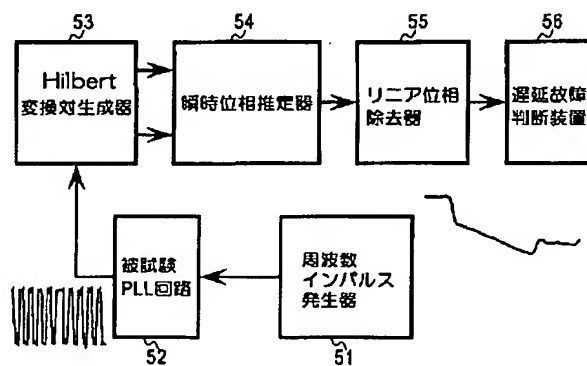 53
54
55
56
Hilbert
変換対生成器
瞬時位相推定器
リニア位相
除去器
遅延故障
判断装置
被試験
PLL回路
周波数
インパルス
発生器
52
51